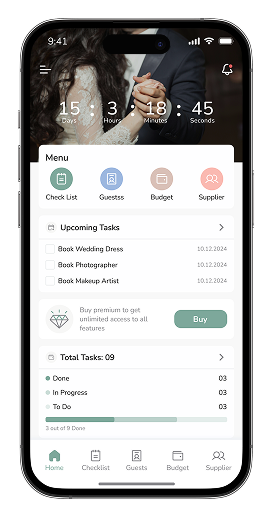 9:41
15 : 3 : 18 : 45
Days Hours Minutes Seconds
Menu
Check List Guestss Budget Supplier
Upcoming Tasks
Book Wedding Dress 10.12.2024
Book Photographer 10.12.2024
Book Makeup Artist 10.12.2024
Buy premium to get
unlimited access to all
features
Buy
Total Tasks: 09
Done 03
In Progress 03
To Do 03
3 out of 9 Done
Home Checklist Guests Budget Supplier